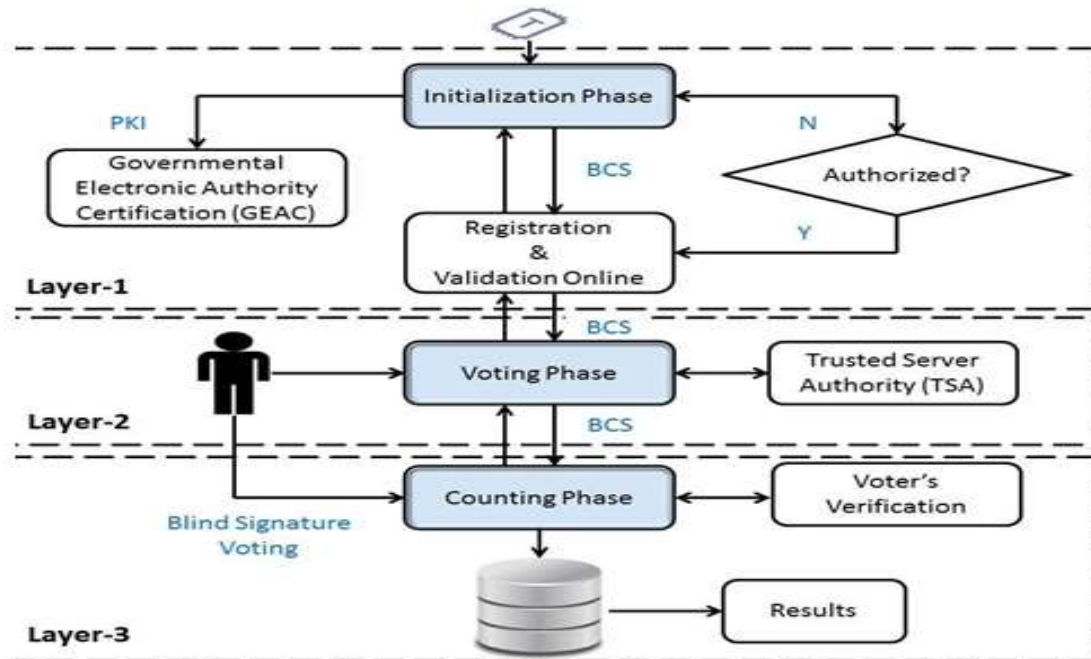 T
Initialization Phase
PKI
N
Governmental
Electronic Authority
Certification (GEAC)
BCS
Authorized?
Registration
&
Validation Online
Y
Layer-1
BCS
Voting Phase
Trusted Server
Authority (TSA)
Layer-2
BCS
Counting Phase
Voter's
Verification
Blind Signature
Voting
Results
Layer-3